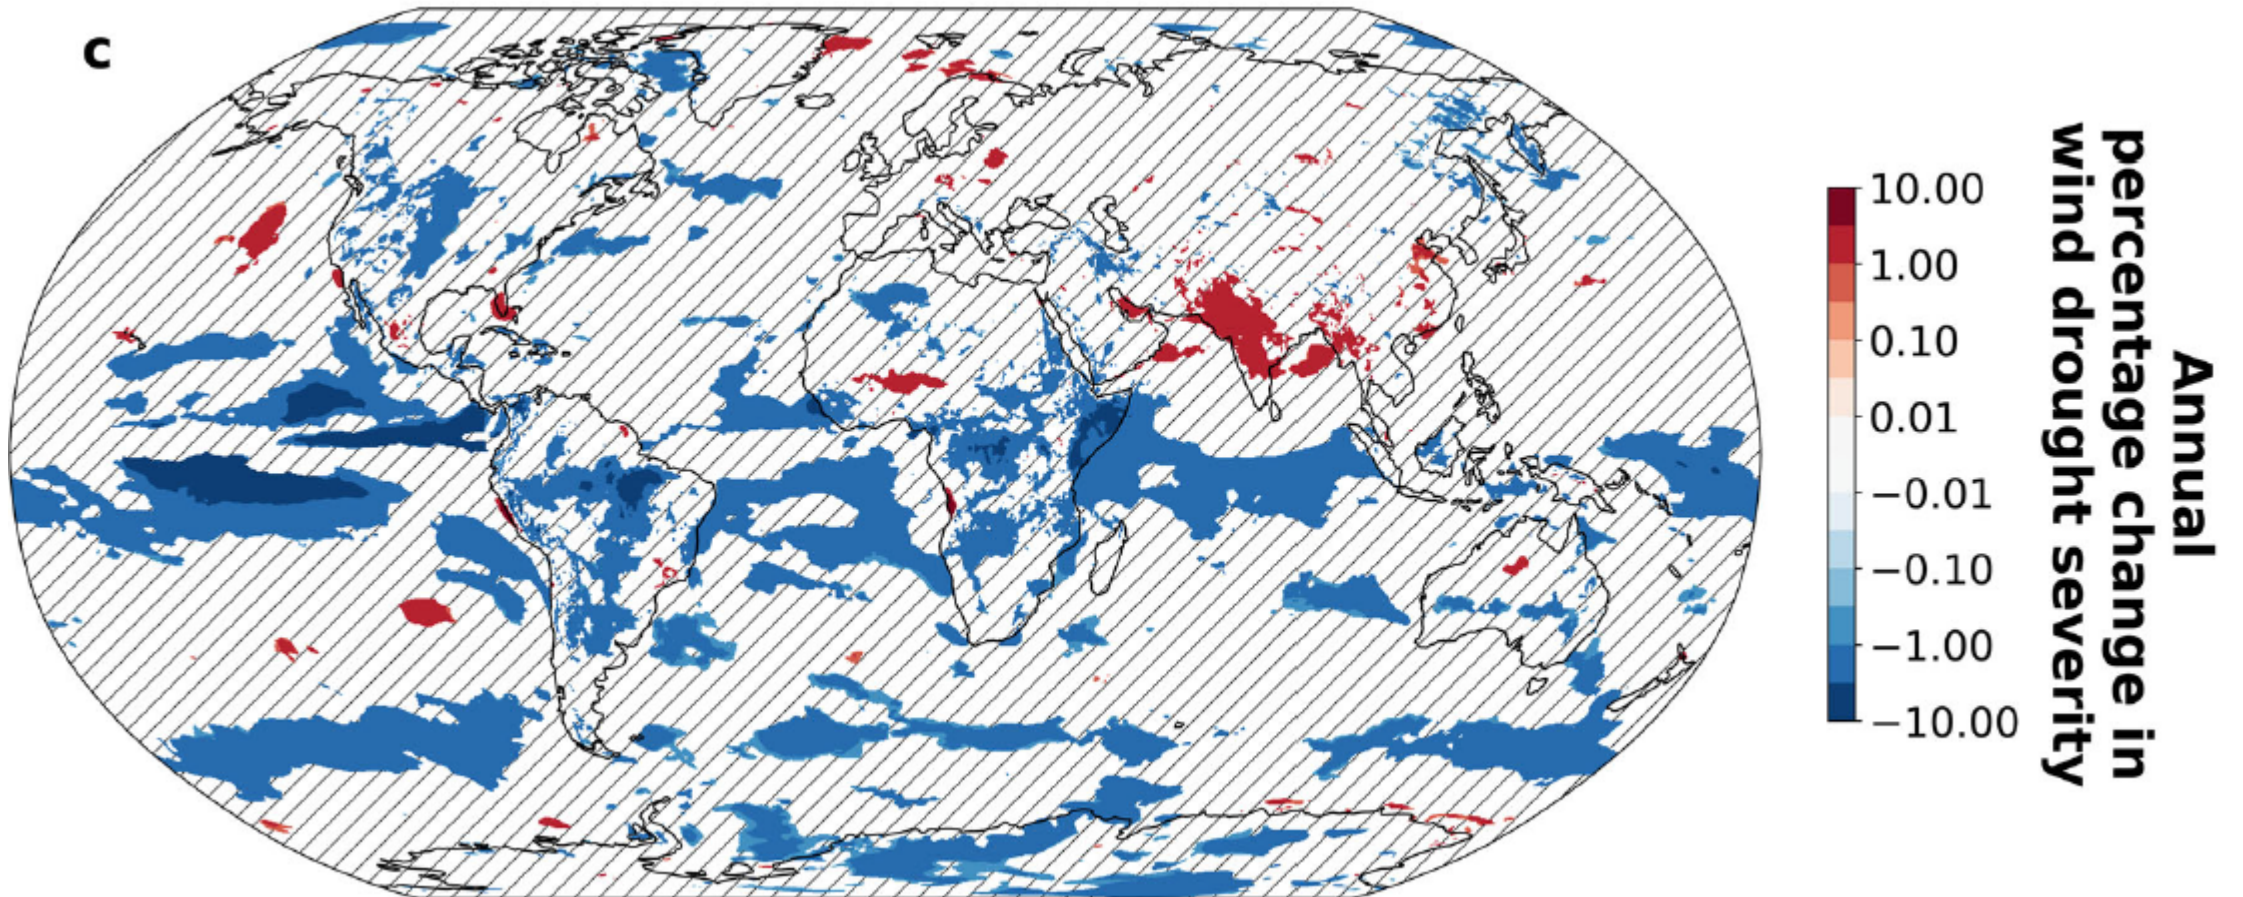 c
10.00
1.00
0.10
0.01
−0.01
−0.10
−1.00
−10.00
Annual
percentage change in
wind drought severity